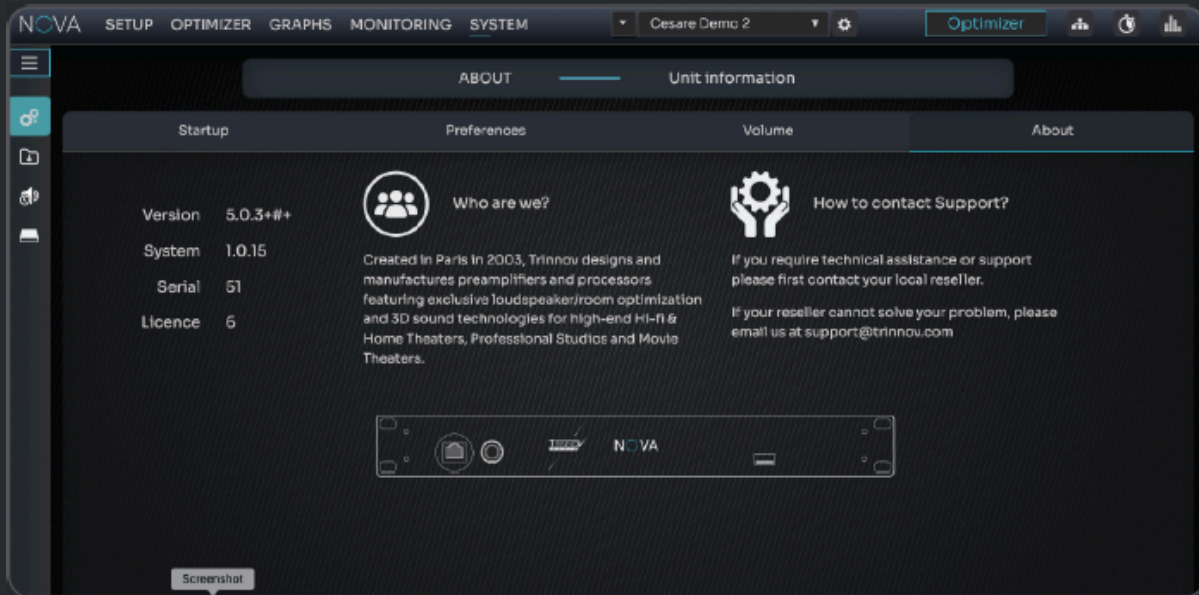 NOVA SETUP OPTIMIZER GRAPHS MONITORING SYSTEM Cesare Demo 2 Optimizer
ABOUT Unit information
Startup Preferences Volume About
Version 5.0.3+#+
System 1.0.15
Serial 51
Licence 6
Who are we?
Created in Paris in 2003, Trinnov designs and
manufactures preamplifiers and processors
featuring exclusive loudspeaker/room optimization
and 3D sound technologies for high-end Hi-fi &
Home Theaters, Professional Studios and Movie
Theaters.
How to contact Support?
If you require technical assistance or support
please first contact your local reseller.
If your reseller cannot solve your problem, please
email us at support@trinnov.com
NOVA
Screenshot